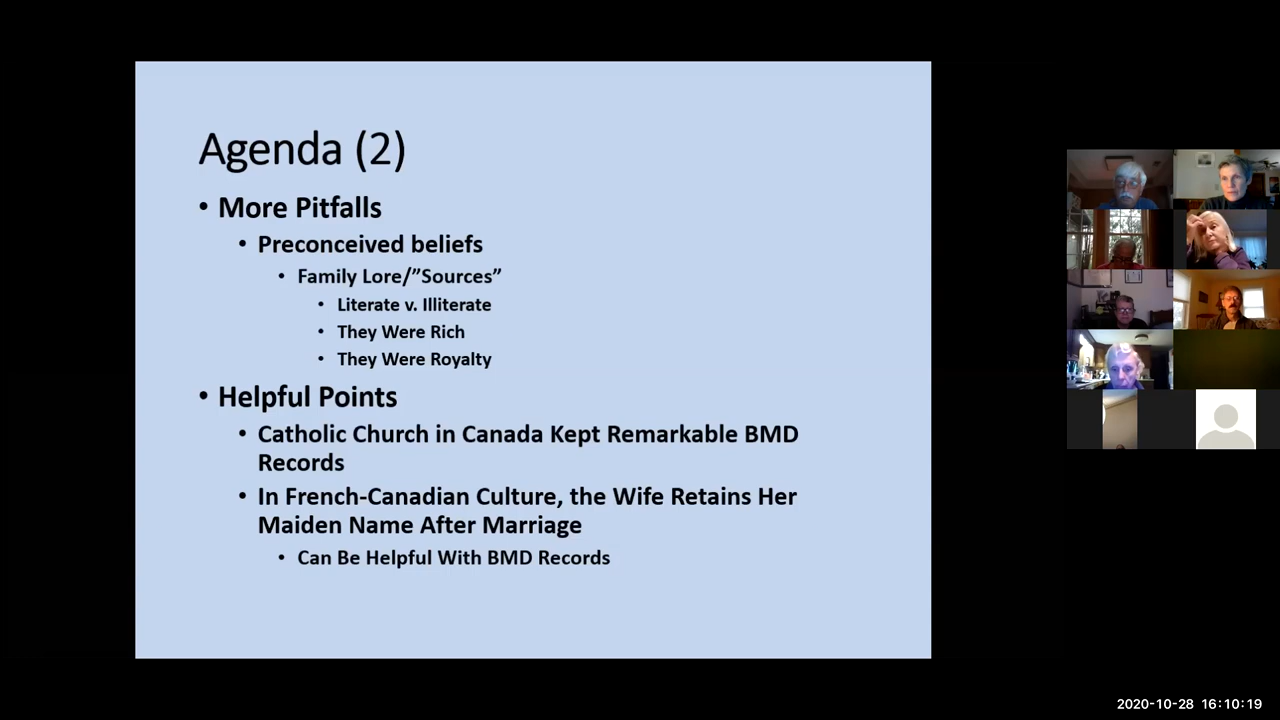 Agenda (2)
• More Pitfalls
• Preconceived beliefs
• Family Lore/”Sources”
• Literate v. Illiterate
• They Were Rich
• They Were Royalty
• Helpful Points
• Catholic Church in Canada Kept Remarkable BMD
Records
• In French-Canadian Culture, the Wife Retains Her
Maiden Name After Marriage
• Can Be Helpful With BMD Records
2020-10-28 16:10:19